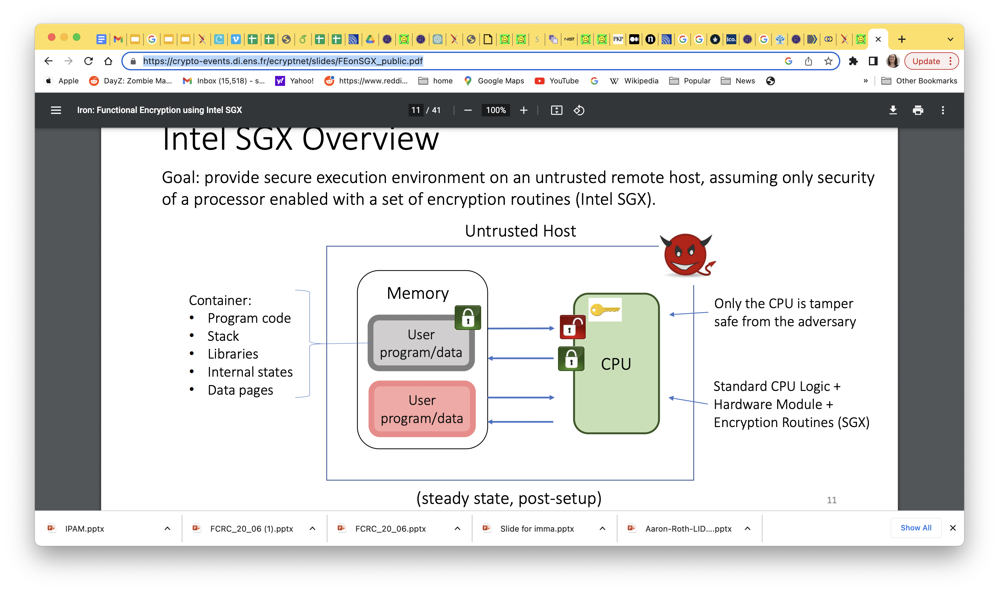 NIST
PKP
ico.
https://crypto-events.di.ens.fr/ecryptnet/slides/FEonSGX_public.pdf
Update
Apple
DayZ: Zombie Ma...
Inbox (15,518) - s...
Yahoo!
https://www.reddi...
home
Google Maps
YouTube
Wikipedia
Popular
News
»
Other Bookmarks
Iron: Functional Encryption using Intel SGX
11 / 41
100%
Intel SGX Overview
Goal: provide secure execution environment on an untrusted remote host, assuming only security
of a processor enabled with a set of encryption routines (Intel SGX).
Untrusted Host
Container:
• Program code
• Stack
• Libraries
• Internal states
• Data pages
Memory
User
program/data
User
program/data
CPU
Only the CPU is tamper
safe from the adversary
Standard CPU Logic +
Hardware Module +
Encryption Routines (SGX)
(steady state, post-setup)
11
IPAM.pptx
FCRC_20_06 (1).pptx
FCRC_20_06.pptx
Slide for imma.pptx
Aaron-Roth-LID....pptx
Show All